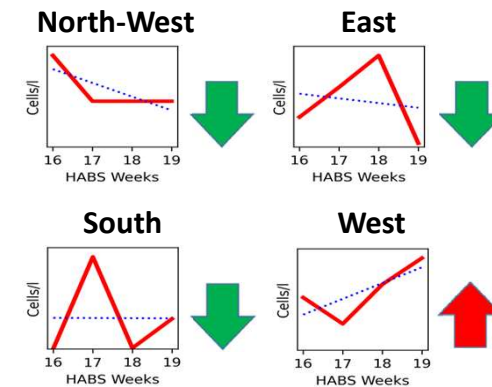 North-West
Cells/l
16 17 18 19
HABS Weeks
East
Cells/l
16 17 18 19
HABS Weeks
South
Cells/l
16 17 18 19
HABS Weeks
West
Cells/l
16 17 18 19
HABS Weeks